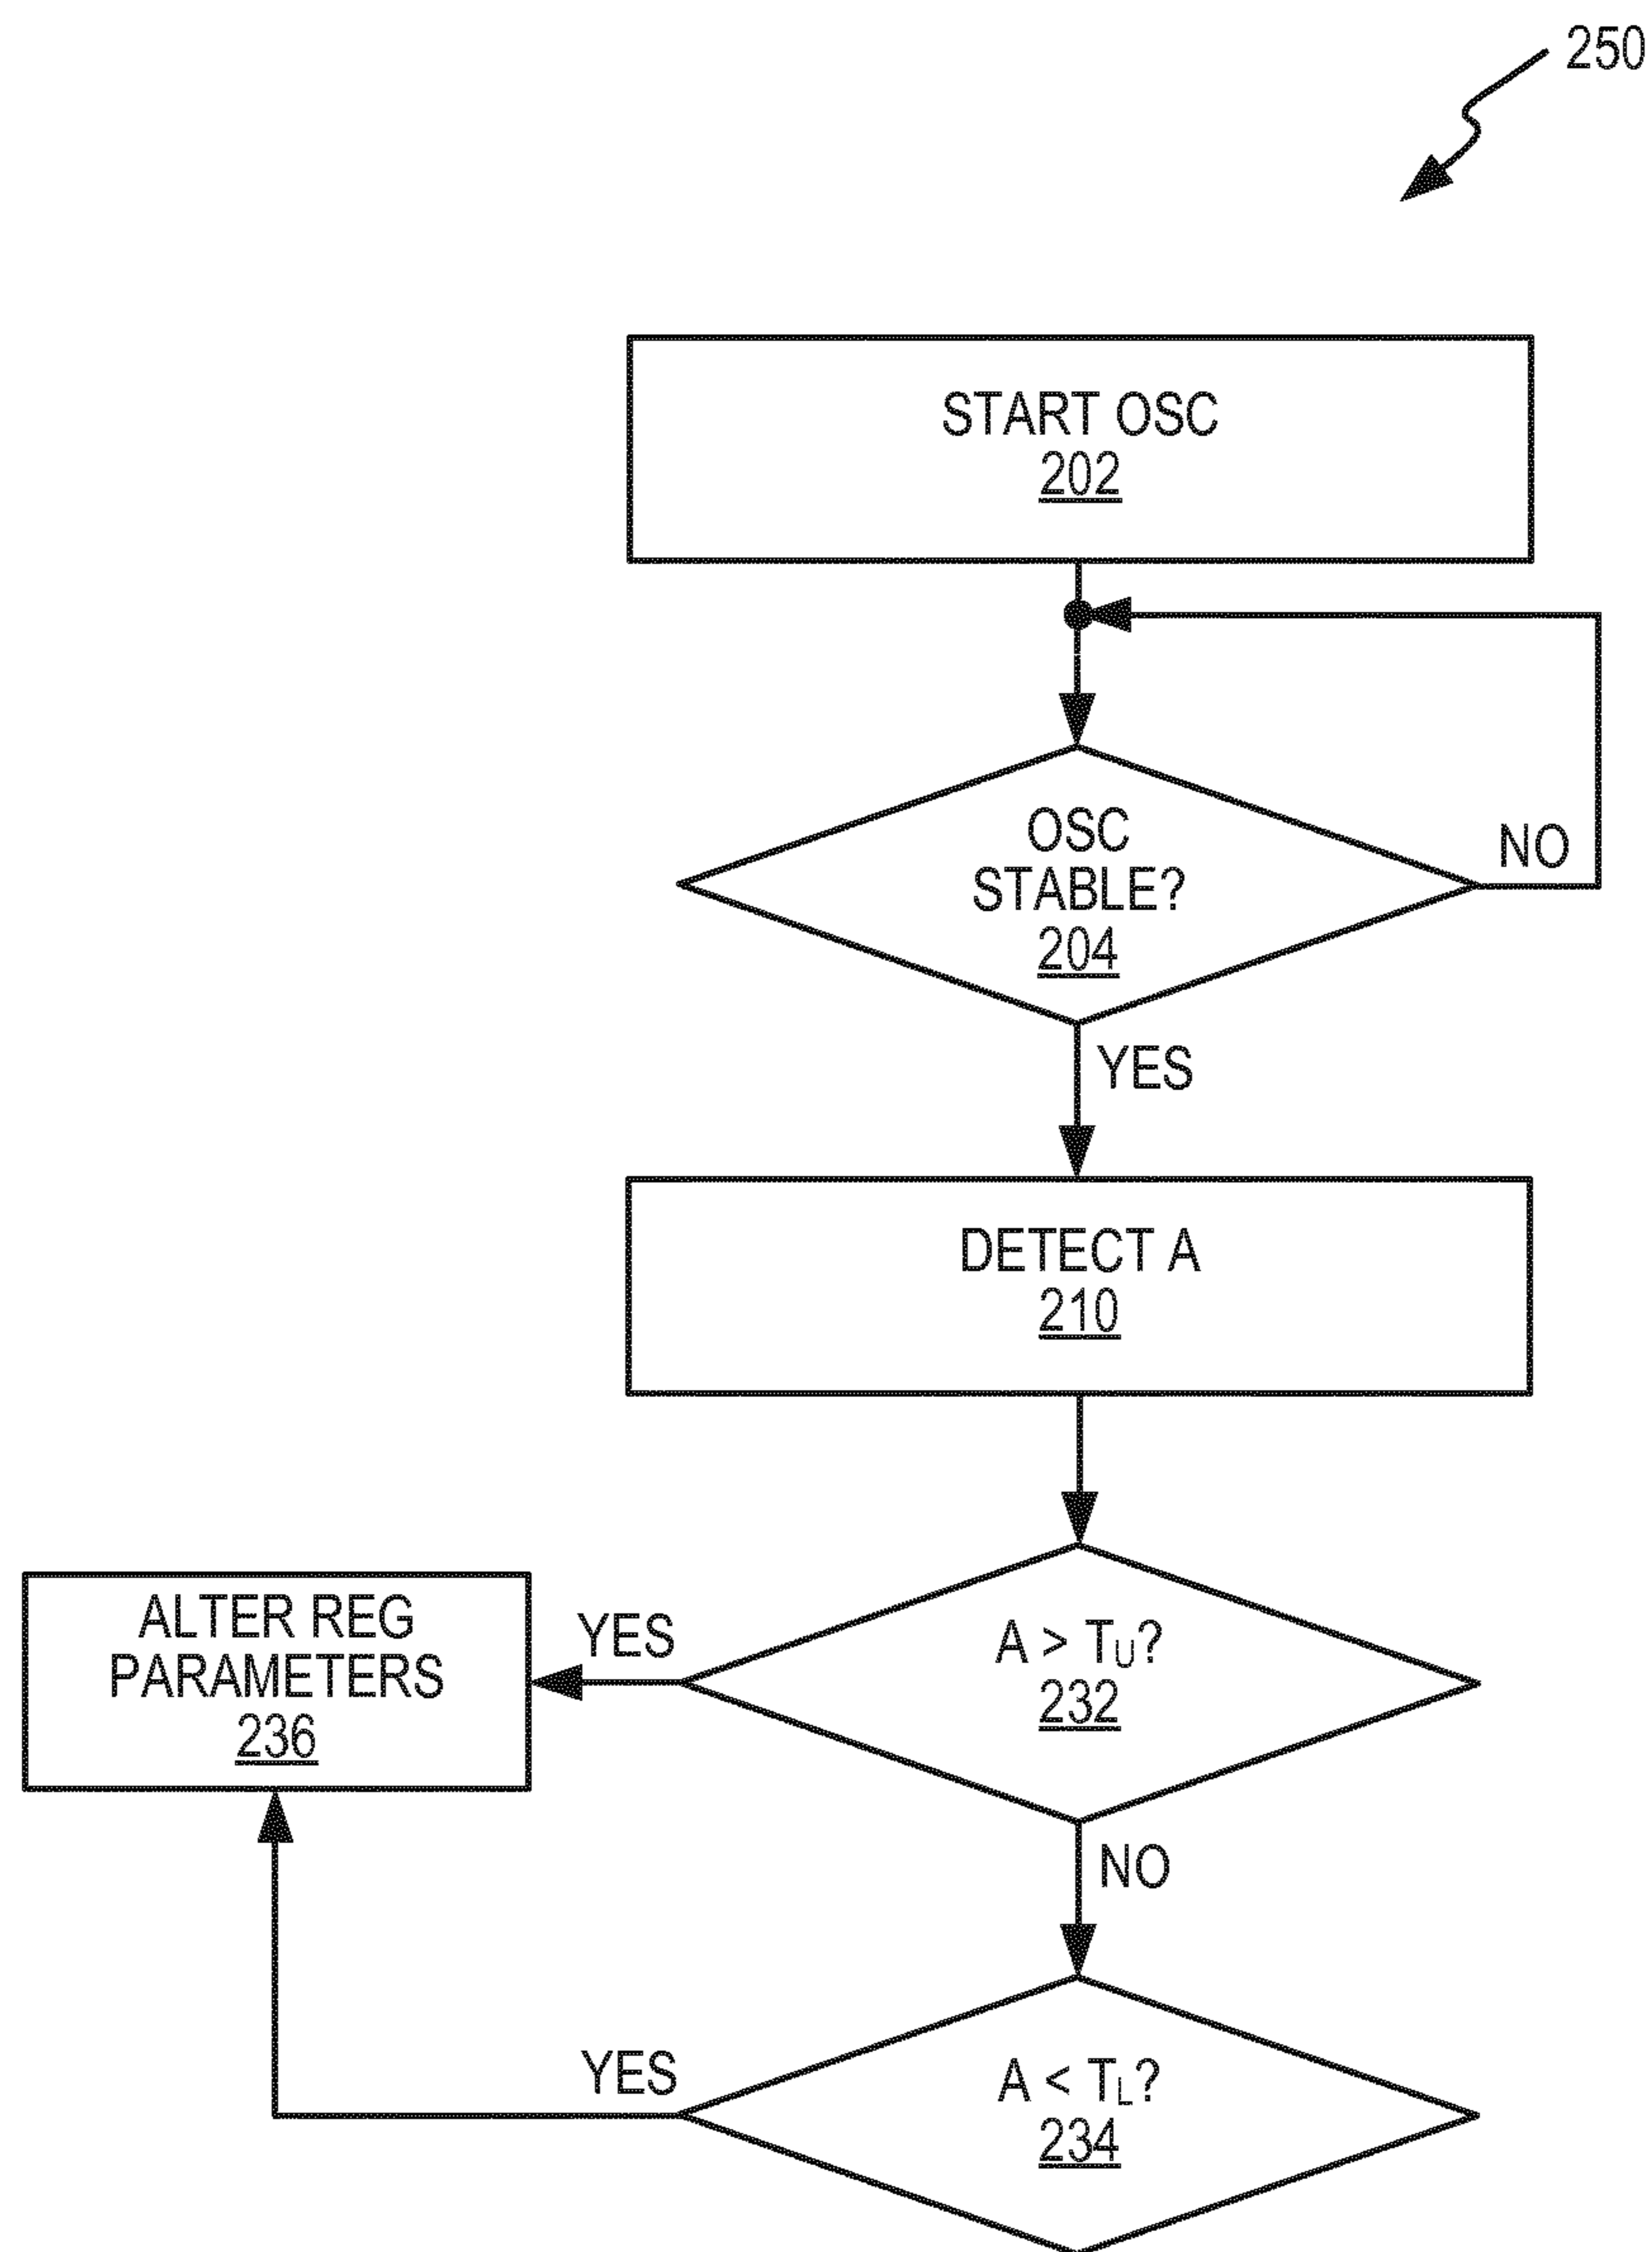 250
START OSC
202
OSC
STABLE?
204
NO
YES
DETECT A
210
ALTER REG
PARAMETERS
236
YES
A > TU?
232
NO
YES
A < TL?
234